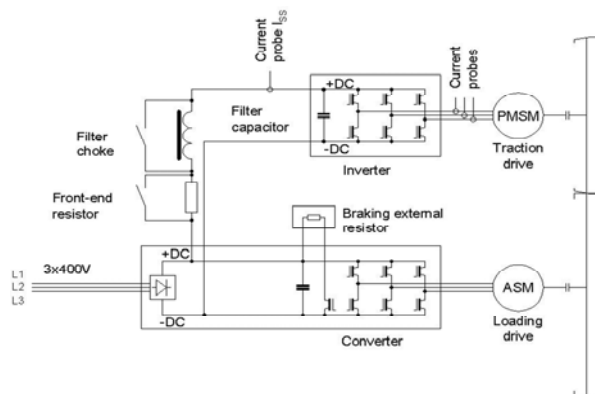 Current
probe ISS
Current
probes
+DC
Filter
capacitor
-DC
Inverter
PMSM
Traction
drive
Filter
choke
Front-end
resistor
Braking external
resistor
+DC
3x400V
L1
L2
L3
-DC
Converter
ASM
Loading
drive